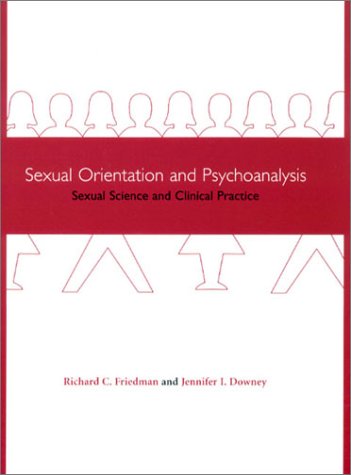 Sexual Orientation and Psychoanalysis
Sexual Science and Clinical Practice
Richard C. Friedman and Jennifer I. Downey